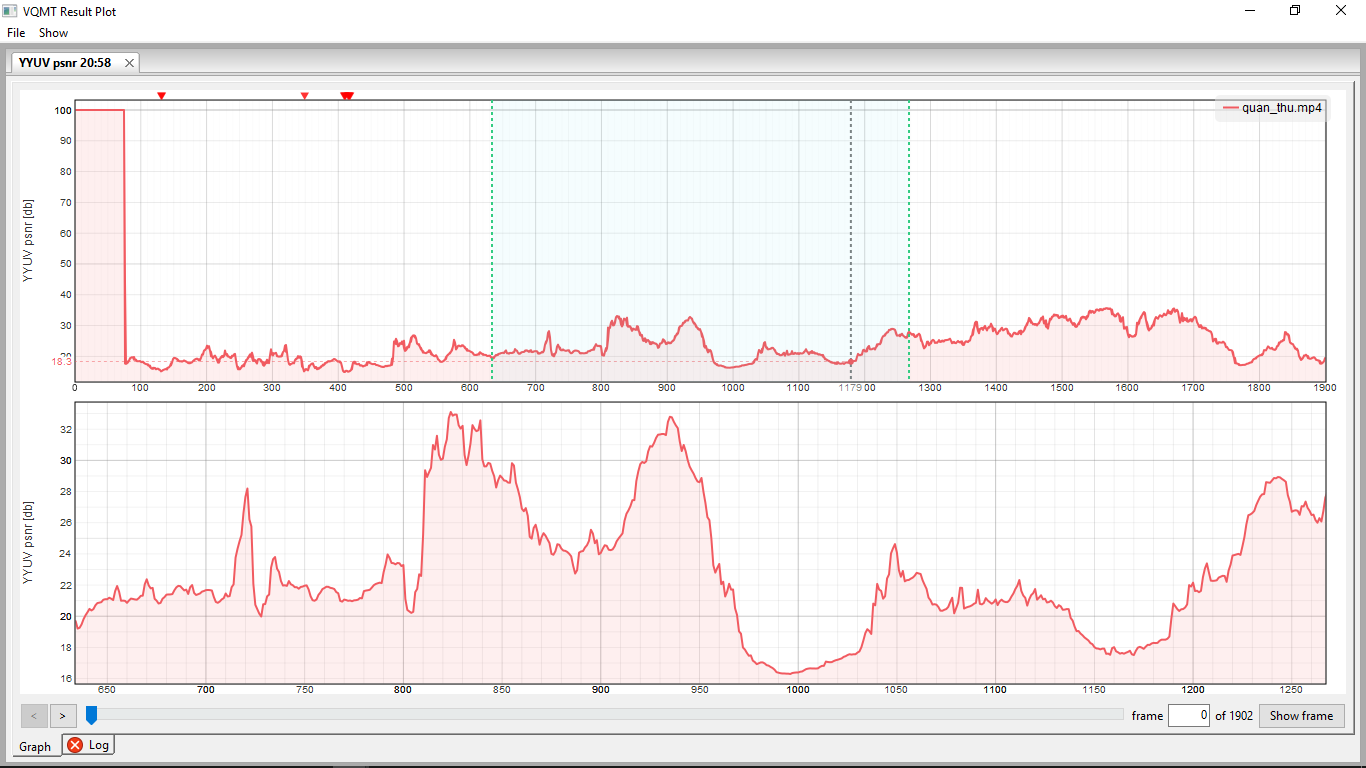 VQMT Result Plot
File Show
YYUV psnr 20:58
quan_thu.mp4
YYUV psnr [db]
100
90
80
70
60
50
40
30
20
18.3
0 100 200 300 400 500 600 700 800 900 1000 1100 1179 00 1300 1400 1500 1600 1700 1800 1900
YYUV psnr [db]
32
30
28
26
24
22
20
18
16
650 700 750 800 850 900 950 1000 1050 1100 1150 1200 1250
< > frame 0 of 1902 Show frame
Graph Log